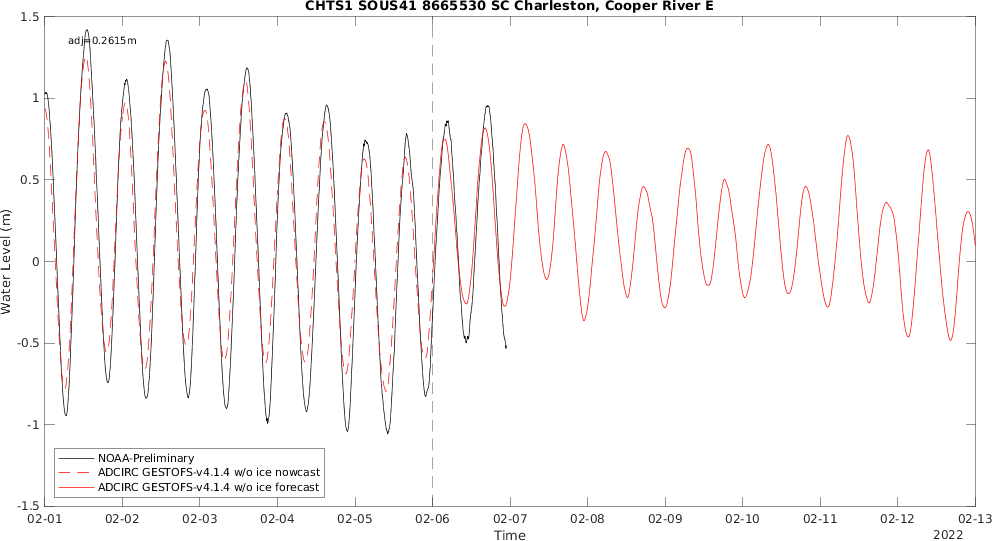 CHTS1 SOUS41 8665530 SC Charleston, Cooper River E
adj=0.2615m
1.5
1
0.5
0
-0.5
-1
-1.5
Water Level (m)
NOAA-Preliminary
ADCIRC GESTOFS-v4.1.4 w/o ice nowcast
ADCIRC GESTOFS-v4.1.4 w/o ice forecast
02-01 02-02 02-03 02-04 02-05 02-06 02-07 02-08 02-09 02-10 02-11 02-12 02-13
Time
2022